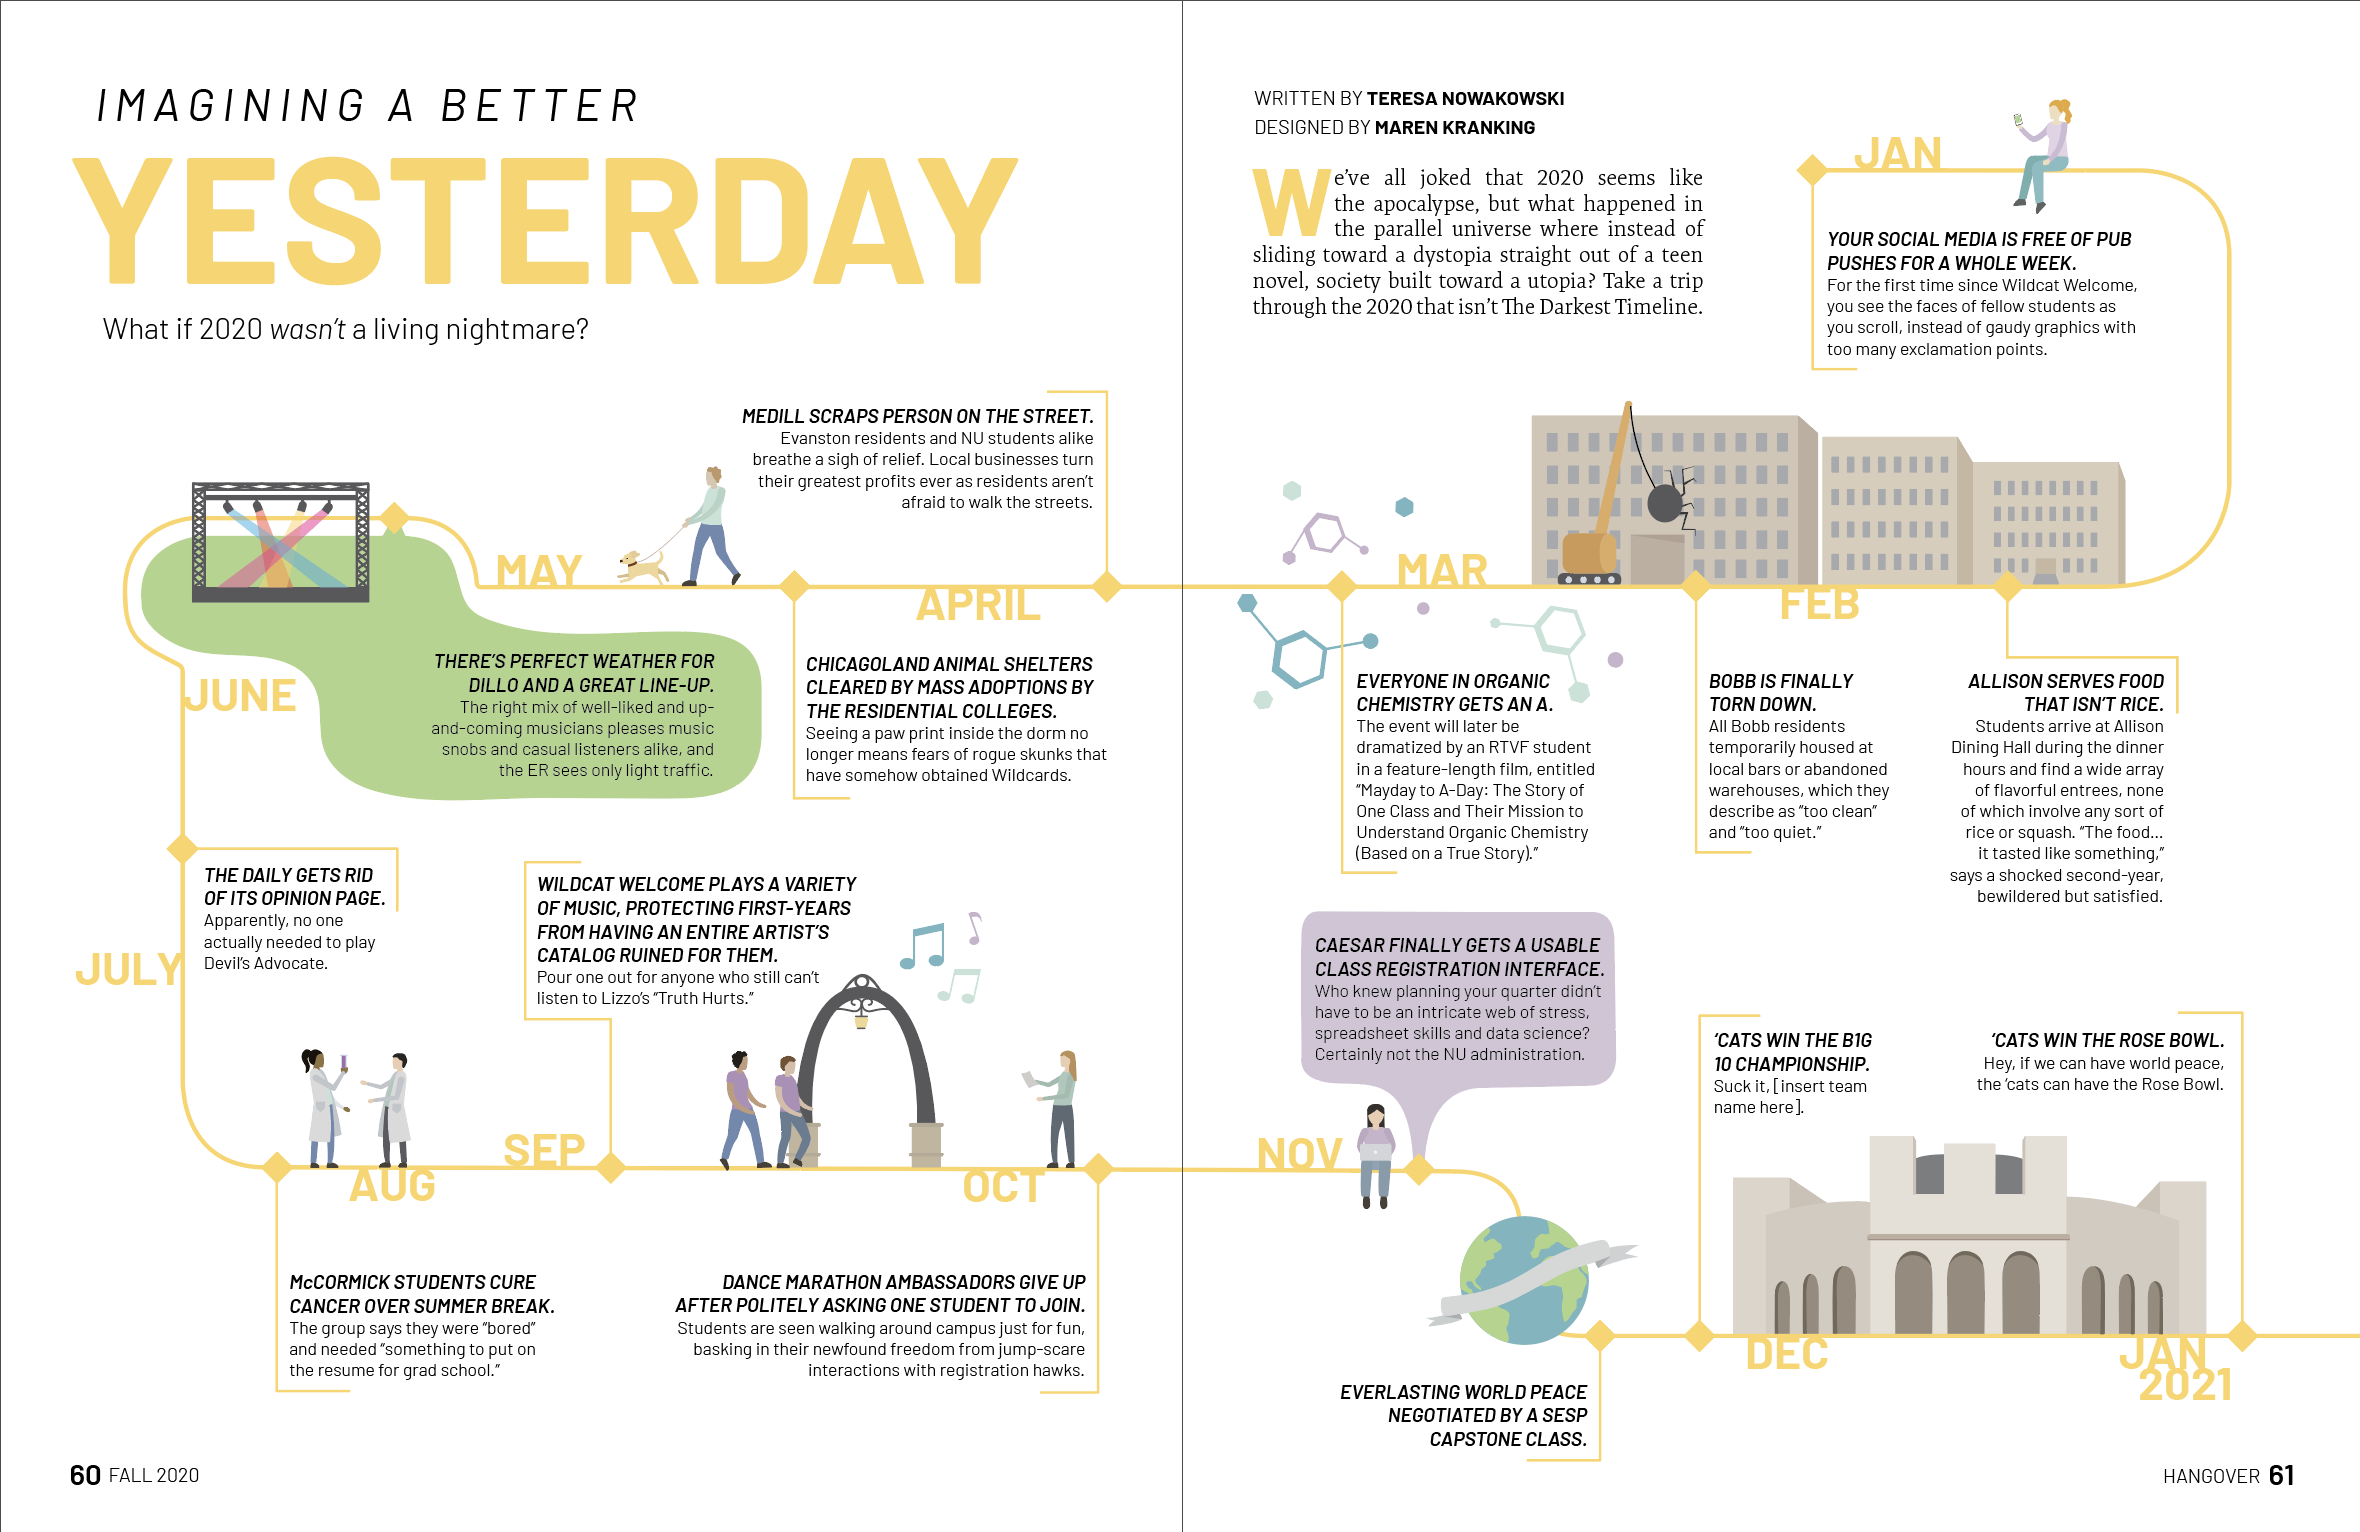 IMAGINING A BETTER
YESTERDAY
What if 2020 wasn't a living nightmare?
WRITTEN BY TERESA NOWAKOWSKI
DESIGNED BY MAREN KRANKING
We've all joked that 2020 seems like
the apocalypse, but what happened in
the parallel universe where instead of
sliding toward a dystopia straight out of a teen
novel, society built toward a utopia? Take a trip
through the 2020 that isn't The Darkest Timeline.
JAN
YOUR SOCIAL MEDIA IS FREE OF PUB
PUSHES FOR A WHOLE WEEK.
For the first time since Wildcat Welcome,
you see the faces of fellow students as
you scroll, instead of gaudy graphics with
too many exclamation points.
FEB
ALLISON SERVES FOOD
THAT ISN'T RICE.
Students arrive at Allison
Dining Hall during the dinner
hours and find a wide array
of flavorful entrees, none
of which involve any sort of
rice or squash. "The food...
it tasted like something,"
says a shocked second-year,
bewildered but satisfied.
BOBB IS FINALLY
TORN DOWN.
All Bobb residents
temporarily housed at
local bars or abandoned
warehouses, which they
describe as "too clean"
and "too quiet."
MAR
EVERYONE IN ORGANIC
CHEMISTRY GETS AN A.
The event will later be
dramatized by an RTVF student
in a feature-length film, entitled
"Mayday to A-Day: The Story of
One Class and Their Mission to
Understand Organic Chemistry
(Based on a True Story)."
APRIL
MEDILL SCRAPS PERSON ON THE STREET.
Evanston residents and NU students alike
breathe a sigh of relief. Local businesses turn
their greatest profits ever as residents aren't
afraid to walk the streets.
CHICAGOLAND ANIMAL SHELTERS
CLEARED BY MASS ADOPTIONS BY
THE RESIDENTIAL COLLEGES.
Seeing a paw print inside the dorm no
longer means fears of rogue skunks that
have somehow obtained Wildcards.
MAY
THERE'S PERFECT WEATHER FOR
DILLO AND A GREAT LINE-UP.
The right mix of well-liked and up-
and-coming musicians pleases music
snobs and casual listeners alike, and
the ER sees only light traffic.
JUNE
THE DAILY GETS RID
OF ITS OPINION PAGE.
Apparently, no one
actually needed to play
Devil's Advocate.
JULY
AUG
McCORMICK STUDENTS CURE
CANCER OVER SUMMER BREAK.
The group says they were "bored"
and needed "something to put on
the resume for grad school."
SEP
WILDCAT WELCOME PLAYS A VARIETY
OF MUSIC, PROTECTING FIRST-YEARS
FROM HAVING AN ENTIRE ARTIST'S
CATALOG RUINED FOR THEM.
Pour one out for anyone who still can't
listen to Lizzo's "Truth Hurts."
OCT
DANCE MARATHON AMBASSADORS GIVE UP
AFTER POLITELY ASKING ONE STUDENT TO JOIN.
Students are seen walking around campus just for fun,
basking in their newfound freedom from jump-scare
interactions with registration hawks.
NOV
CAESAR FINALLY GETS A USABLE
CLASS REGISTRATION INTERFACE.
Who knew planning your quarter didn't
have to be an intricate web of stress,
spreadsheet skills and data science?
Certainly not the NU administration.
EVERLASTING WORLD PEACE
NEGOTIATED BY A SESP
CAPSTONE CLASS.
DEC
'CATS WIN THE B1G
10 CHAMPIONSHIP.
Suck it, [insert team
name here].
JAN
2021
'CATS WIN THE ROSE BOWL.
Hey, if we can have world peace,
the 'cats can have the Rose Bowl.
60 FALL 2020
HANGOVER 61